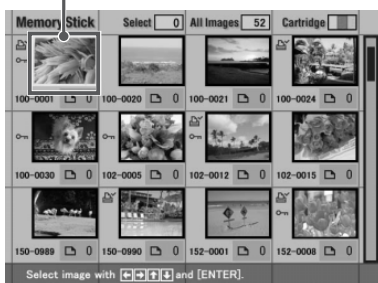 Memory Stick Select 0 All Images 52 Cartridge
100-0001 0 100-0020 0 100-0021 0 100-0024 0
100-0030 0 102-0005 0 102-0012 0 102-0015 0
150-0989 0 150-0990 0 152-0001 0 152-0008 0
Select image with ←→↑↓ and [ENTER].